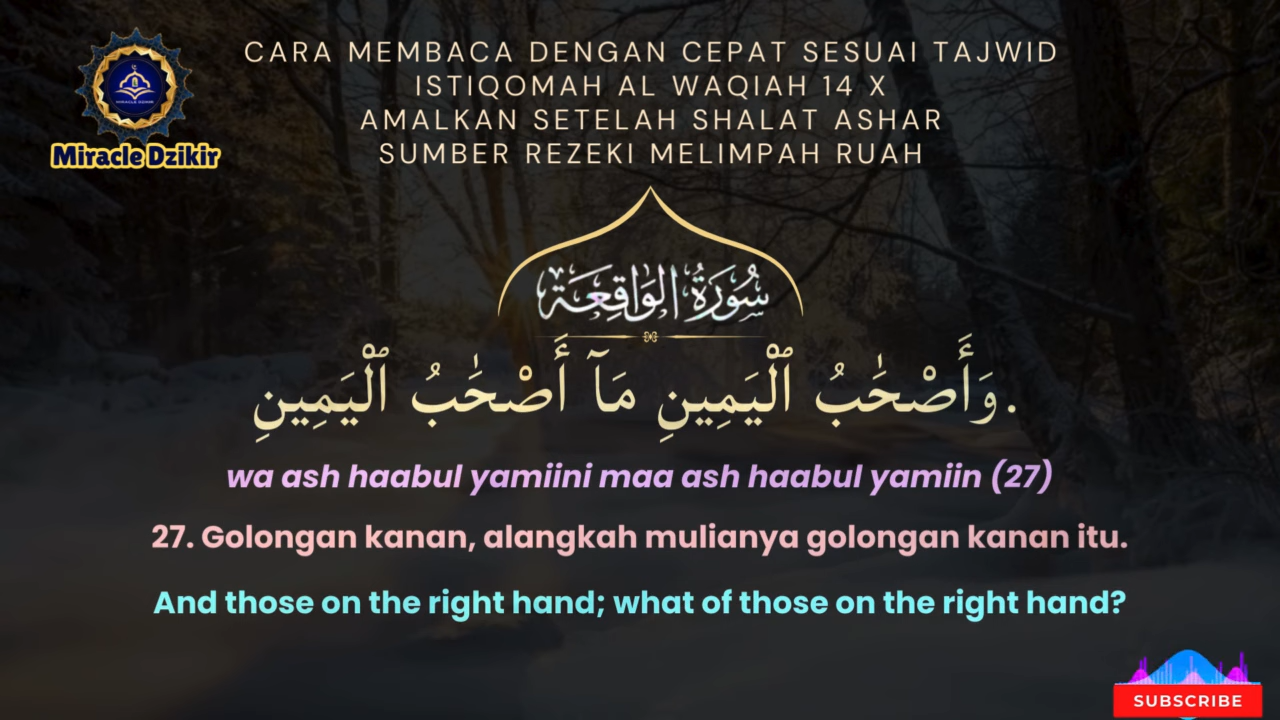 MIRACLE DZIKIR
Miracle Dzikir
CARA MEMBACA DENGAN CEPAT SESUAI TAJWID
ISTIQOMAH AL WAQIAH 14 X
AMALKAN SETELAH SHALAT ASHAR
SUMBER REZEKI MELIMPAH RUAH
سُورَةُ الوَاقِعَة
وَأَصْحَٰبُ ٱلْيَمِينِ مَآ أَصْحَٰبُ ٱلْيَمِينِ.
wa ash haabul yamiini maa ash haabul yamiin (27)
27. Golongan kanan, alangkah mulianya golongan kanan itu.
And those on the right hand; what of those on the right hand?
SUBSCRIBE